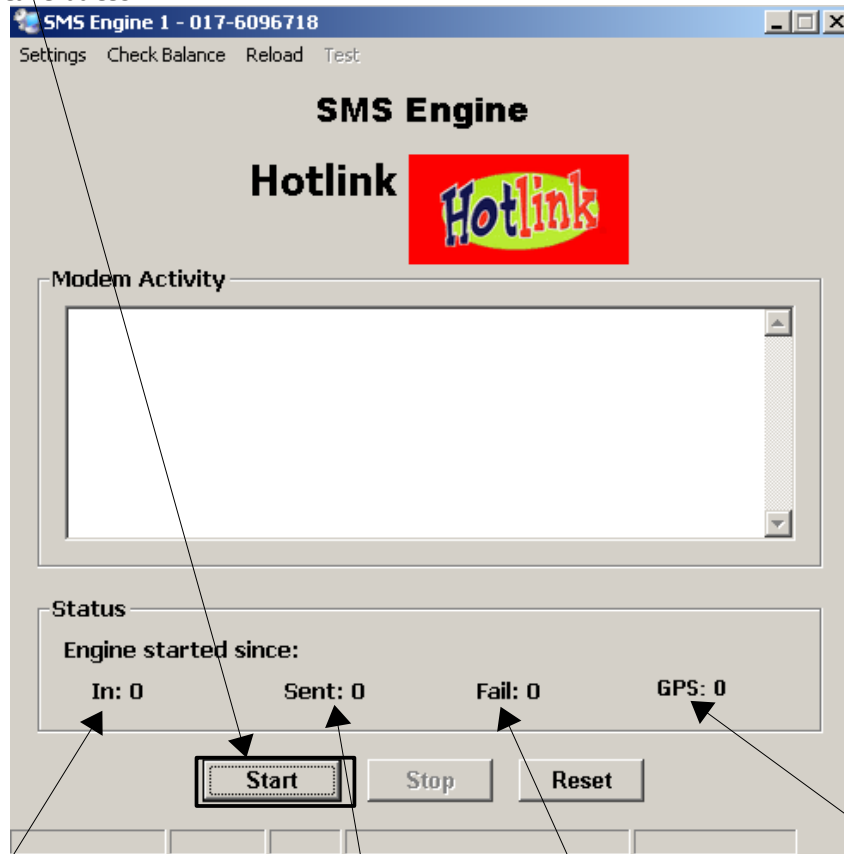 SMS Engine 1 - 017-6096718
Settings Check Balance Reload Test
SMS Engine
Hotlink Hotlink
Modem Activity
Status
Engine started since:
In: 0 Sent: 0 Fail: 0 GPS: 0
Start Stop Reset